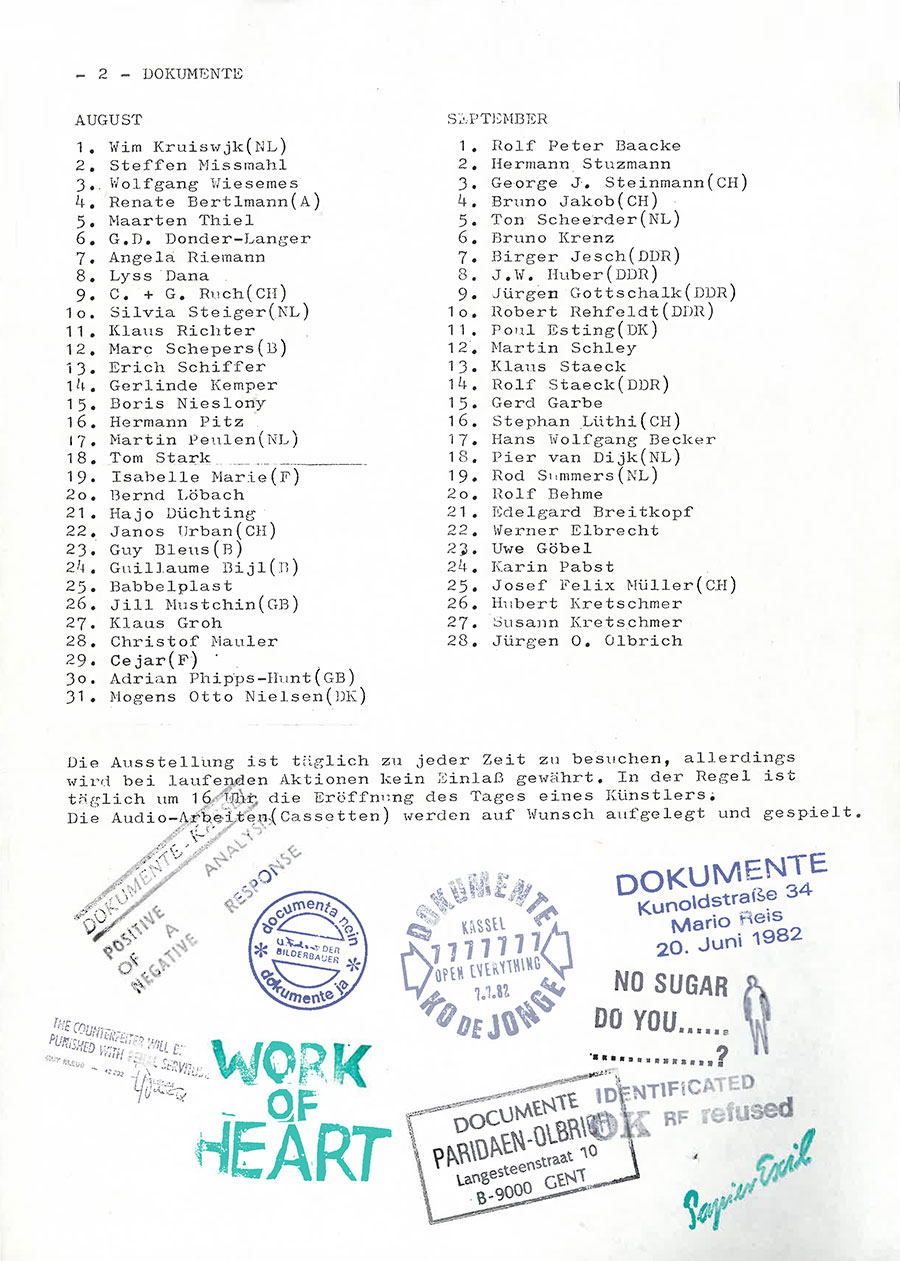 - 2 - DOKUMENTE
AUGUST
1. Wim Kruiswjk(NL)
2. Steffen Missmahl
3. Wolfgang Wiesemes
4. Renate Bertlmann(A)
5. Maarten Thiel
6. G.D. Donder-Langer
7. Angela Riemann
8. Lyss Dana
9. C. + G. Ruch(CH)
1o. Silvia Steiger(NL)
11. Klaus Richter
12. Marc Schepers(B)
13. Erich Schiffer
14. Gerlinde Kemper
15. Boris Nieslony
16. Hermann Pitz
17. Martin Peulen(NL)
18. Tom Stark
19. Isabelle Marie(F)
2o. Bernd Löbach
21. Hajo Düchting
22. Janos Urban(CH)
23. Guy Bleus(B)
24. Guillaume Bijl(B)
25. Babbelplast
26. Jill Mustchin(GB)
27. Klaus Groh
28. Christof Mauler
29. Cejar(F)
3o. Adrian Phipps-Hunt(GB)
31. Mogens Otto Nielsen(DK)
SEPTEMBER
1. Rolf Peter Baacke
2. Hermann Stuzmann
3. George J. Steinmann(CH)
4. Bruno Jakob(CH)
5. Ton Scheerder(NL)
6. Bruno Krenz
7. Birger Jesch(DDR)
8. J.W. Huber(DDR)
9. Jürgen Gottschalk(DDR)
1o. Robert Rehfeldt(DDR)
11. Poul Esting(DK)
12. Martin Schley
13. Klaus Staeck
14. Rolf Staeck(DDR)
15. Gerd Garbe
16. Stephan Lüthi(CH)
17. Hans Wolfgang Becker
18. Pier van Dijk(NL)
19. Rod Summers(NL)
2o. Rolf Behme
21. Edelgard Breitkopf
22. Werner Elbrecht
23. Uwe Göbel
24. Karin Pabst
25. Josef Felix Müller(CH)
26. Hubert Kretschmer
27. Susann Kretschmer
28. Jürgen O. Olbrich
Die Ausstellung ist täglich zu jeder Zeit zu besuchen, allerdings
wird bei laufenden Aktionen kein Einlaß gewährt. In der Regel ist
täglich um 16 Uhr die Eröffnung des Tages eines Künstlers.
Die Audio-Arbeiten(Cassetten) werden auf Wunsch aufgelegt und gespielt.
DOKUMENTE-KASSEL
ANALYSIS
RESPONSE
POSITIVE
OF A
NEGATIVE
documenta nein
DER
BILDERBAUER
dokumente ja
DOKUMENTE
KASSEL
7777777
OPEN EVERYTHING
7.7.82
KO DE JONGE
DOKUMENTE
Kunoldstraße 34
Mario Reis
20. Juni 1982
NO SUGAR
DO YOU......
...............?
THE COUNTERFEITER WILL BE
PUNISHED WITH PENAL SERVITUDE
WORK
OF
HEART
DOCUMENTE
PARIDAEN-OLBRICH
Langesteenstraat 10
B-9000 GENT
IDENTIFICATED
OK RF refused
Papier Exil